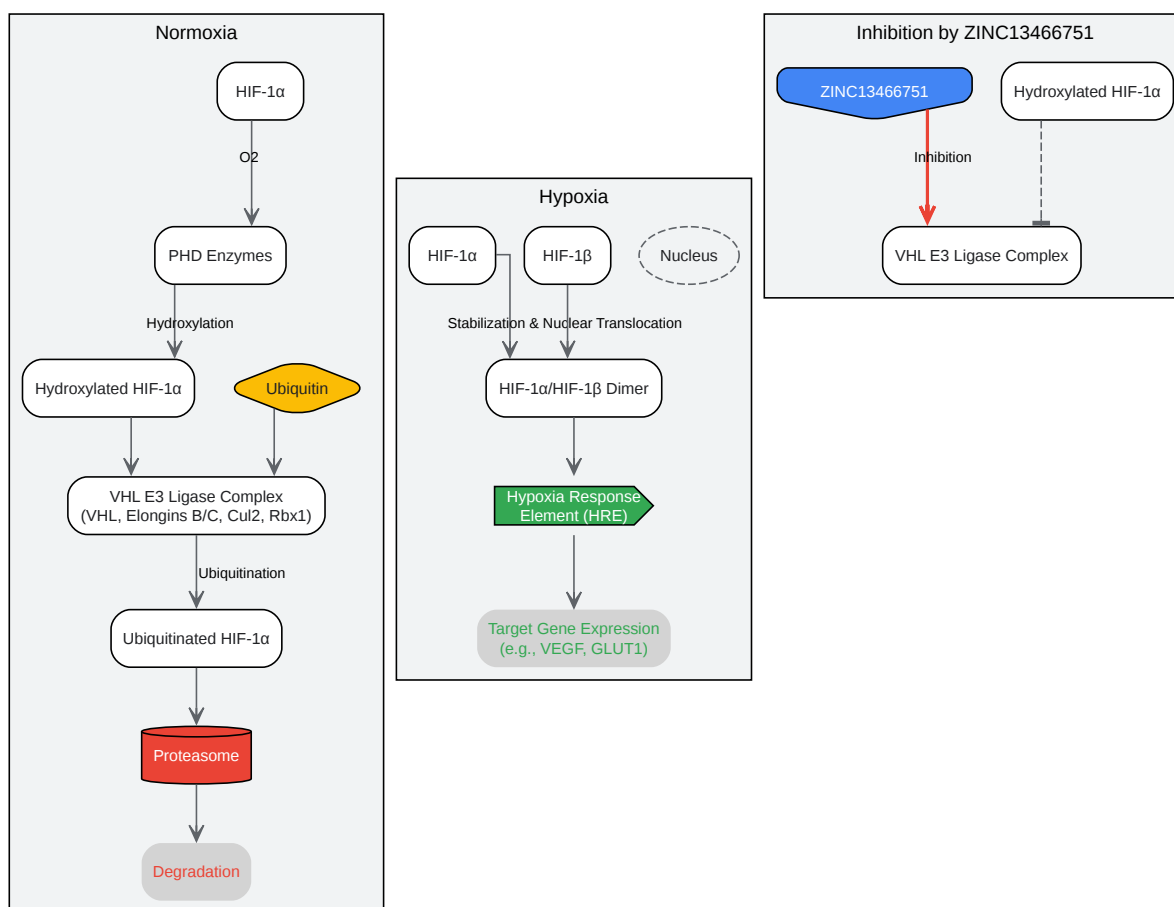 Normoxia
HIF-1α
O2
PHD Enzymes
Hydroxylation
Hydroxylated HIF-1α
Ubiquitin
VHL E3 Ligase Complex
(VHL, Elongins B/C, Cul2, Rbx1)
Ubiquitination
Ubiquitinated HIF-1α
Proteasome
Degradation
Hypoxia
HIF-1α
HIF-1β
Nucleus
Stabilization & Nuclear Translocation
HIF-1α/HIF-1β Dimer
Hypoxia Response
Element (HRE)
Target Gene Expression
(e.g., VEGF, GLUT1)
Inhibition by ZINC13466751
ZINC13466751
Hydroxylated HIF-1α
Inhibition
VHL E3 Ligase Complex